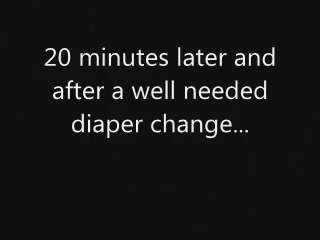 20 minutes later and
after a well needed
diaper change...